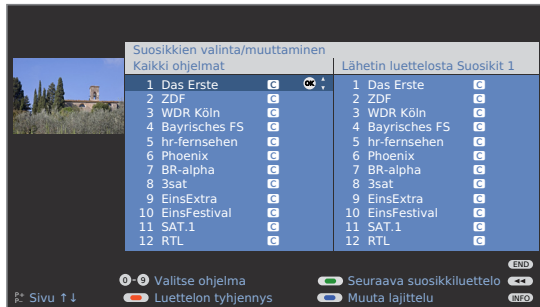 Suosikkien valinta/muuttaminen
Kaikki ohjelmat
Lähetin luettelosta Suosikit 1
1 Das Erste C OK
2 ZDF C
3 WDR Köln C
4 Bayrisches FS C
5 hr-fernsehen C
6 Phoenix C
7 BR-alpha C
8 3sat C
9 EinsExtra C
10 EinsFestival C
11 SAT.1 C
12 RTL C
1 Das Erste C
2 ZDF C
3 WDR Köln C
4 Bayrisches FS C
5 hr-fernsehen C
6 Phoenix C
7 BR-alpha C
8 3sat C
9 EinsExtra C
10 EinsFestival C
11 SAT.1 C
12 RTL C
END
0-9 Valitse ohjelma
Seuraava suosikkiluettelo
P+ P- Sivu ↑↓
Luettelon tyhjennys
Muuta lajittelu
INFO